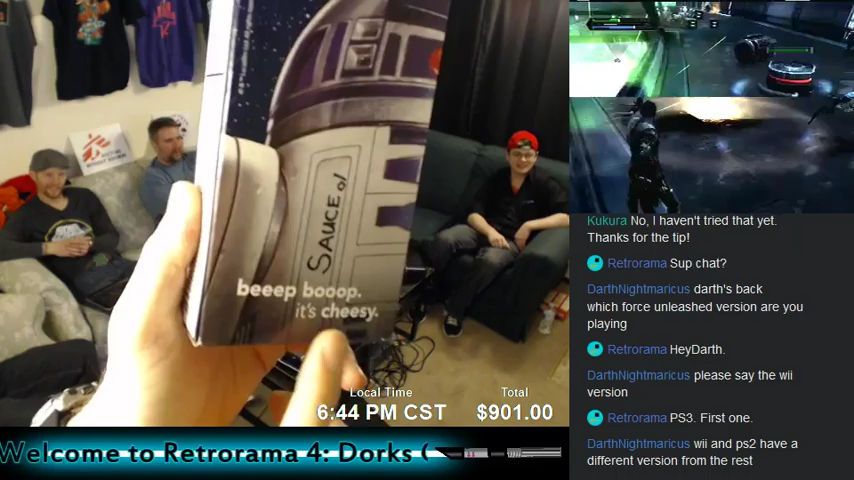 SAUCE o/
beeep booop.
it's cheesy.
Local Time
Total
6:44 PM CST
$901.00
Welcome to Retrorama 4: Dorks
Kukura No, I haven't tried that yet.
Thanks for the tip!
Retrorama Sup chat?
DarthNightmaricus darth's back
which force unleashed version are you
playing
Retrorama HeyDarth.
DarthNightmaricus please say the wii
version
Retrorama PS3. First one.
DarthNightmaricus wii and ps2 have a
different version from the rest